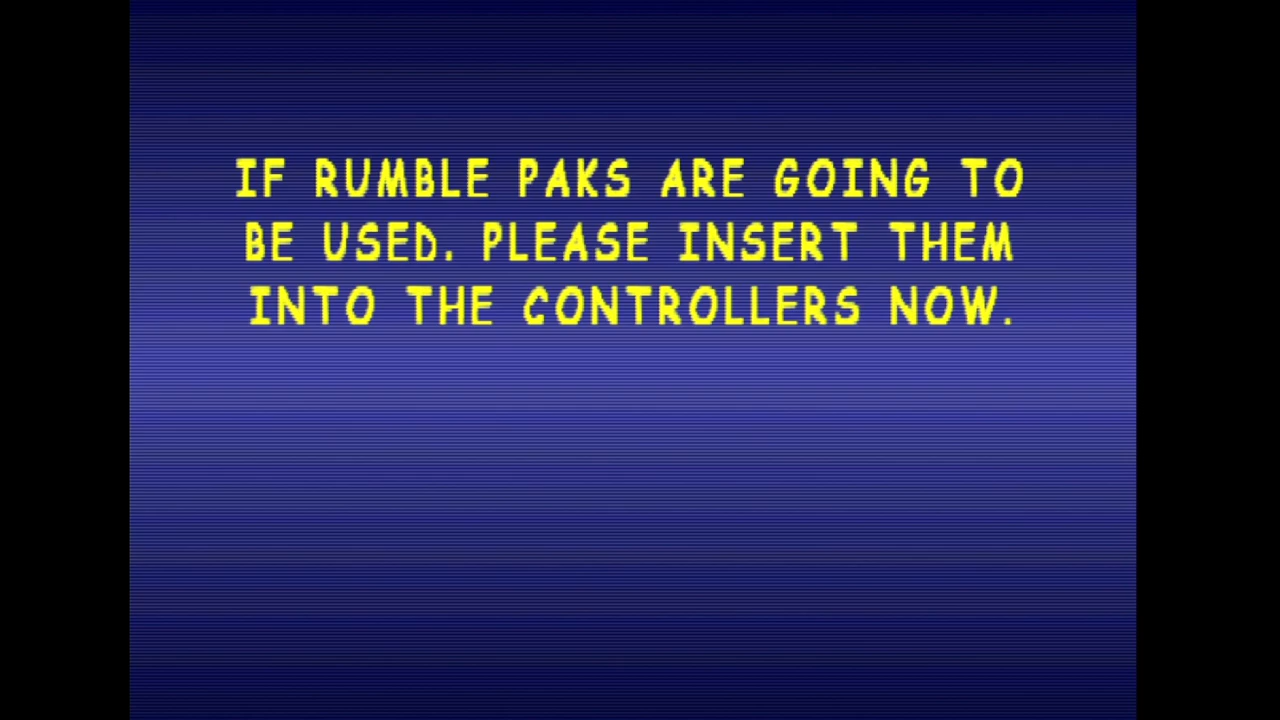 IF RUMBLE PAKS ARE GOING TO
BE USED. PLEASE INSERT THEM
INTO THE CONTROLLERS NOW.